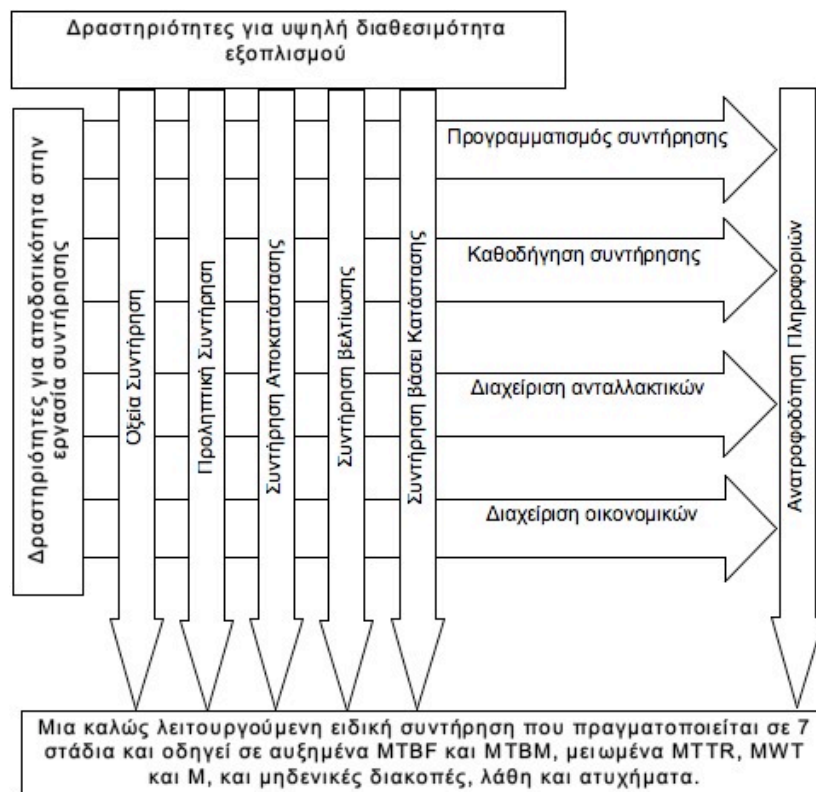 Δραστηριότητες για υψηλή διαθεσιμότητα
εξοπλισμού
Δραστηριότητες για αποδοτικότητα στην
εργασία συντήρησης
Οξεία Συντήρηση
Προληπτική Συντήρηση
Συντήρηση Αποκατάστασης
Συντήρηση βελτίωσης
Συντήρηση βάσει Κατάστασης
Προγραμματισμός συντήρησης
Καθοδήγηση συντήρησης
Διαχείριση ανταλλακτικών
Διαχείριση οικονομικών
Ανατροφοδότηση Πληροφοριών
Μια καλώς λειτουργούμενη ειδική συντήρηση που πραγματοποιείται σε 7
στάδια και οδηγεί σε αυξημένα MTBF και MTBM, μειωμένα MTTR, MWT
και M, και μηδενικές διακοπές, λάθη και ατυχήματα.